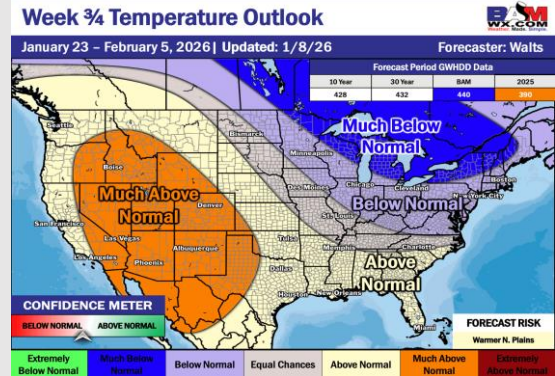 Week ¾ Temperature Outlook
BAM
WX.COM
Weather. Made. Simple.
January 23 – February 5, 2026 | Updated: 1/8/26
Forecaster: Walts
Forecast Period GWHDD Data
10 Year 30 Year BAM 2025
428 432 440 390
Seattle
Bismarck
Much Below
Normal
Minneapolis
Boise
Boston
Chicago
Cleveland
New York City
Des Moines
Much Above
Normal
Below Normal
Denver
San Francisco
St. Louis
Las Vegas
Tulsa
Memphis
Charlotte
Los Angeles
Albuquerque
Phoenix
Above
Normal
Dallas
Houston
New Orleans
Miami
CONFIDENCE METER
BELOW NORMAL ABOVE NORMAL
FORECAST RISK
Warmer N. Plains
Extremely
Below Normal
Much Below
Normal
Below Normal
Equal Chances
Above Normal
Much Above
Normal
Extremely
Above Normal